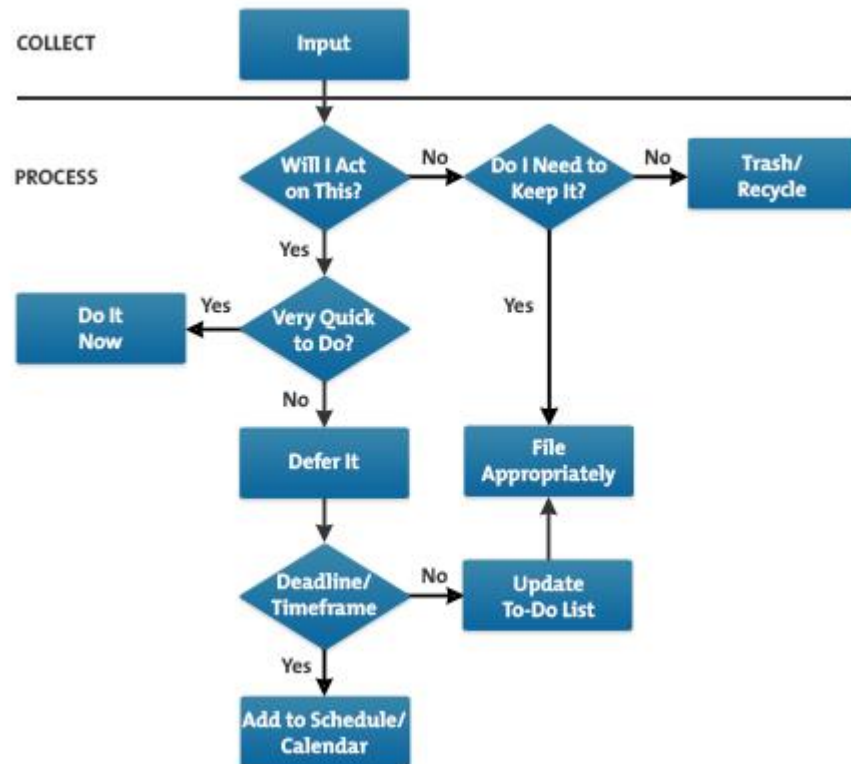 COLLECT
Input
PROCESS
Will I Act
on This?
No
Do I Need to
Keep It?
No
Trash/
Recycle
Yes
Do It
Now
Yes
Very Quick
to Do?
Yes
No
Defer It
File
Appropriately
Deadline/
Timeframe
No
Update
To-Do List
Yes
Add to Schedule/
Calendar